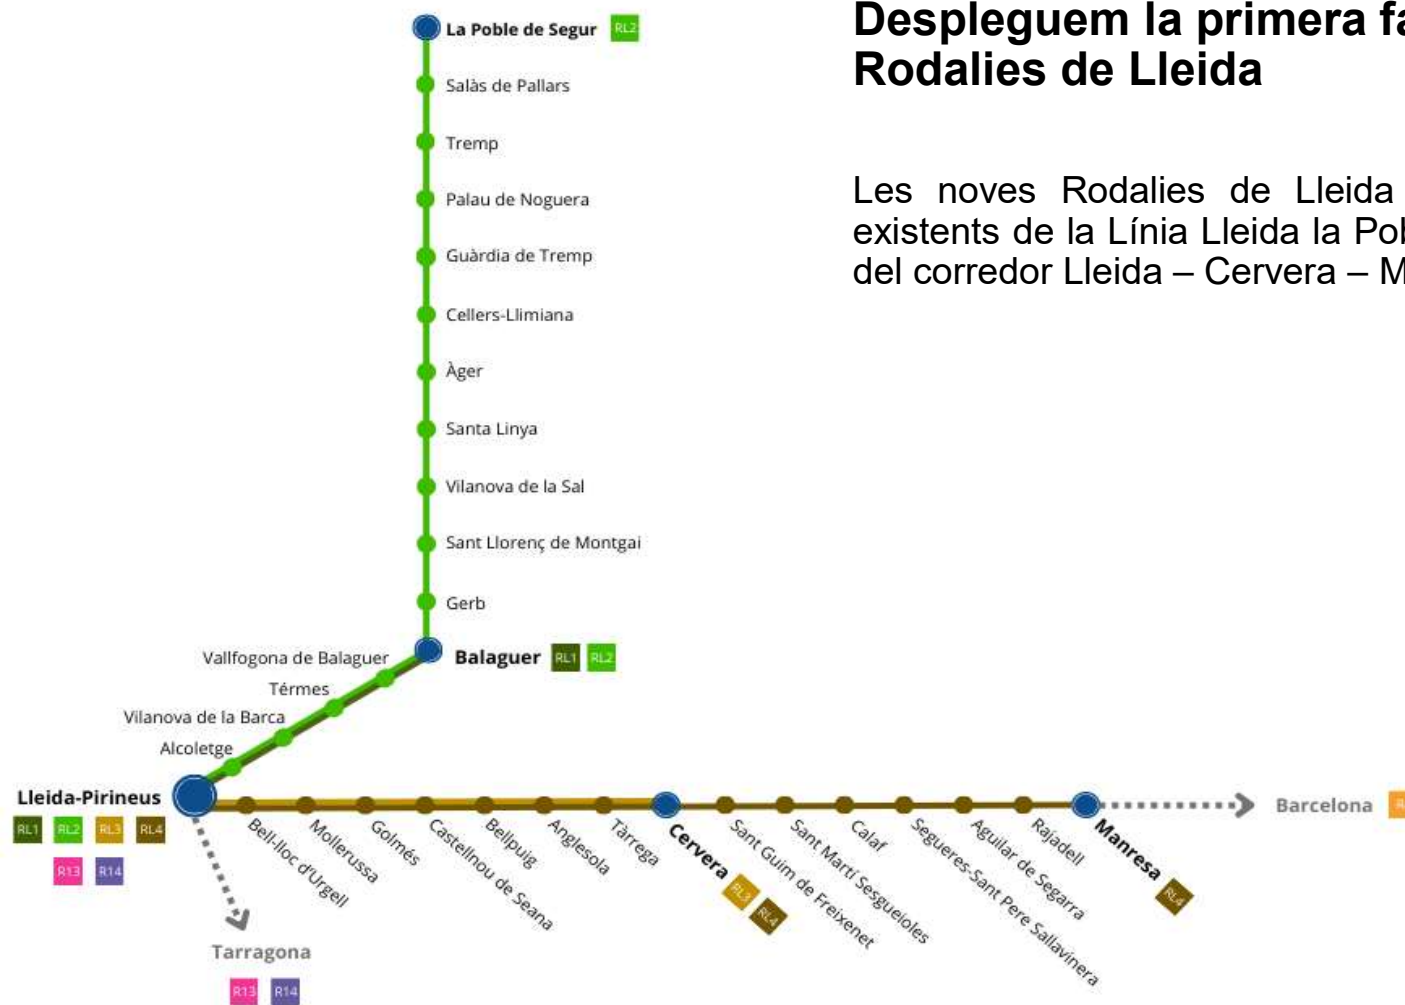 Despleguem la primera fa
Rodalies de Lleida
Les noves Rodalies de Lleida
existents de la Línia Lleida la Pob
del corredor Lleida – Cervera – M
La Poble de Segur RL2
Salàs de Pallars
Tremp
Palau de Noguera
Guàrdia de Tremp
Cellers-Llimiana
Àger
Santa Linya
Vilanova de la Sal
Sant Llorenç de Montgai
Gerb
Balaguer RL1 RL2
Vallfogona de Balaguer
Térmes
Vilanova de la Barca
Alcoletge
Lleida-Pirineus
RL1 RL2 RL3 RL4
R13 R14
Bell-lloc d'Urgell
Mollerussa
Golmés
Castellnou de Seana
Bellpuig
Anglesola
Tàrrega
Cervera
RL3 RL4
Sant Guim de Freixenet
Sant Martí Sesgueioles
Calaf
Segueres-Sant Pere Sallavinera
Aguilar de Segarra
Rajadell
Manresa
RL4
Barcelona R
Tarragona
R13 R14